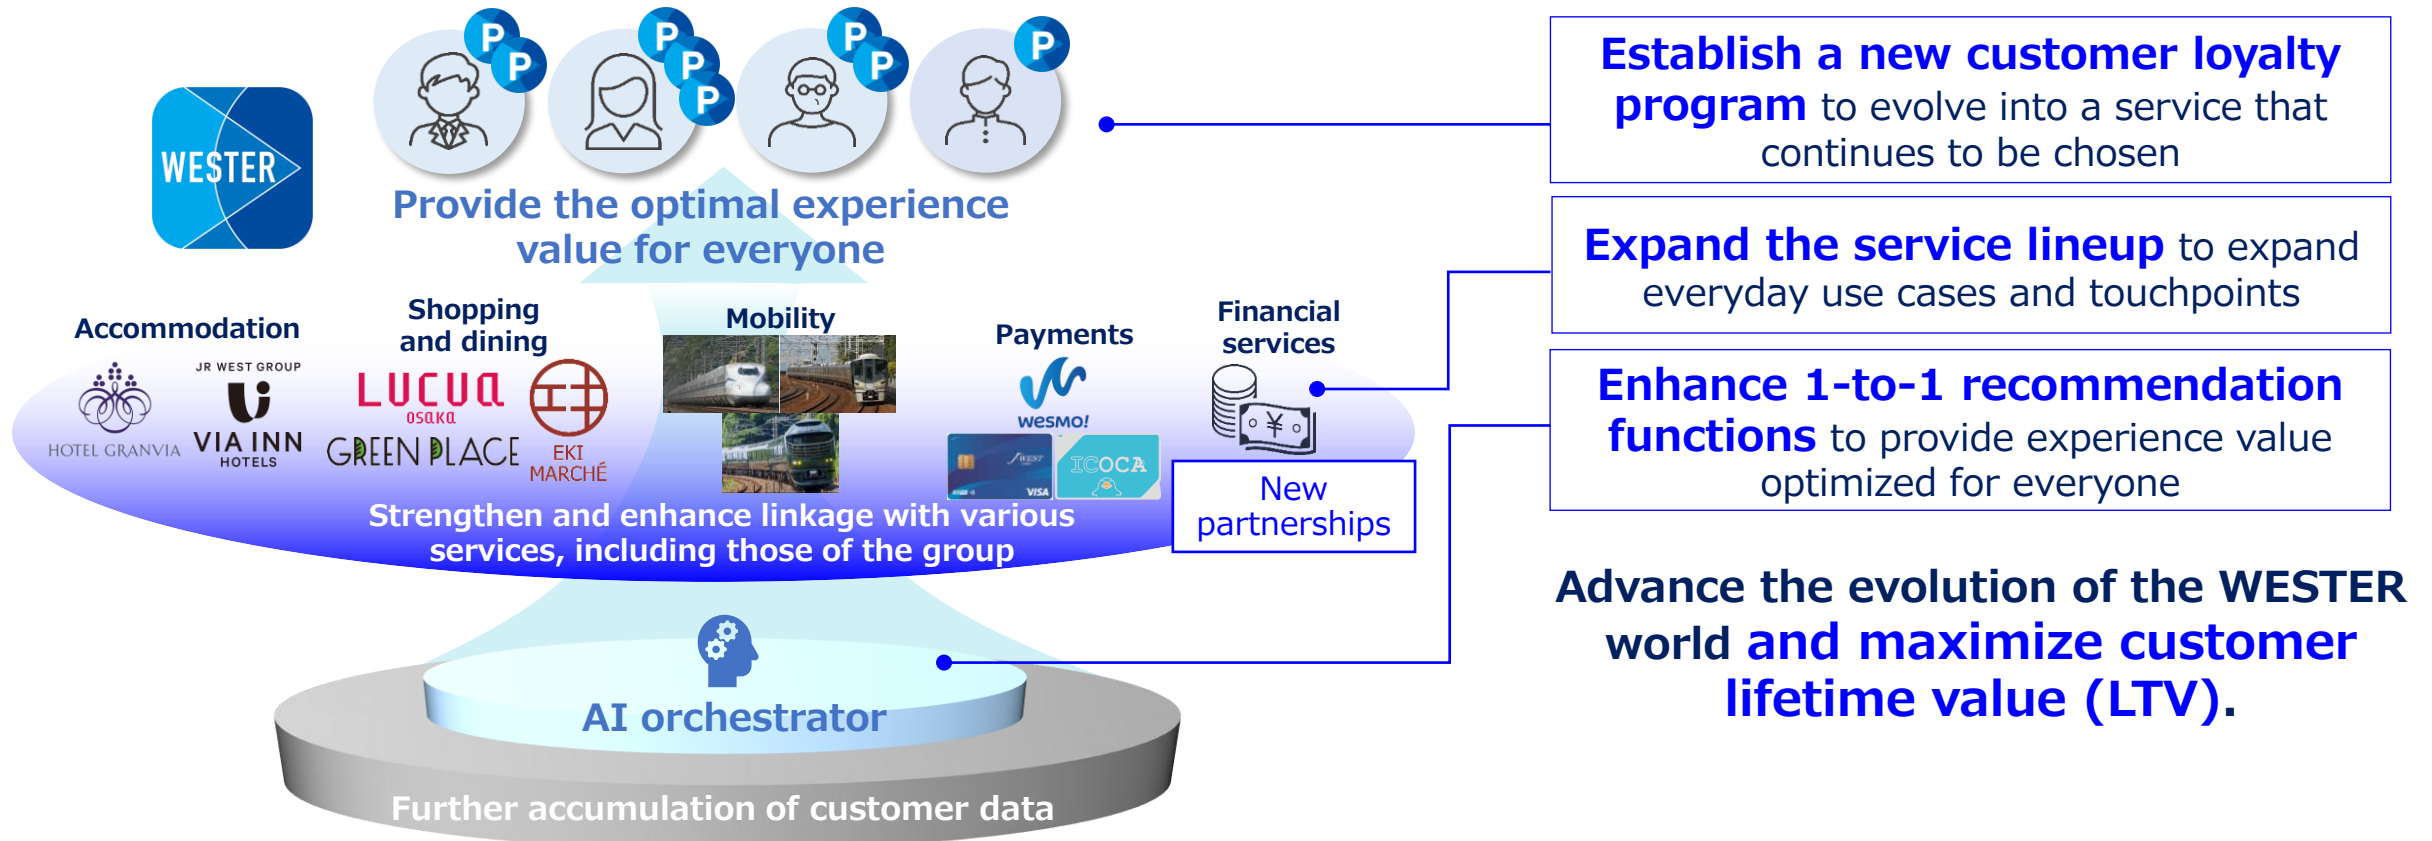 P
P
P
P
P
P
P
P
WESTER
Provide the optimal experience
value for everyone
Accommodation
HOTEL GRANVIA
JR WEST GROUP
VIA INN
HOTELS
Shopping
and dining
LUCUA
OSAKA
GREEN PLACE
EKI
MARCHÉ
Mobility
Payments
wesmo!
J-WEST
VISA
ICOCA
Financial
services
¥
New
partnerships
Strengthen and enhance linkage with various
services, including those of the group
AI orchestrator
Further accumulation of customer data
Establish a new customer loyalty
program to evolve into a service that
continues to be chosen
Expand the service lineup to expand
everyday use cases and touchpoints
Enhance 1-to-1 recommendation
functions to provide experience value
optimized for everyone
Advance the evolution of the WESTER
world and maximize customer
lifetime value (LTV).